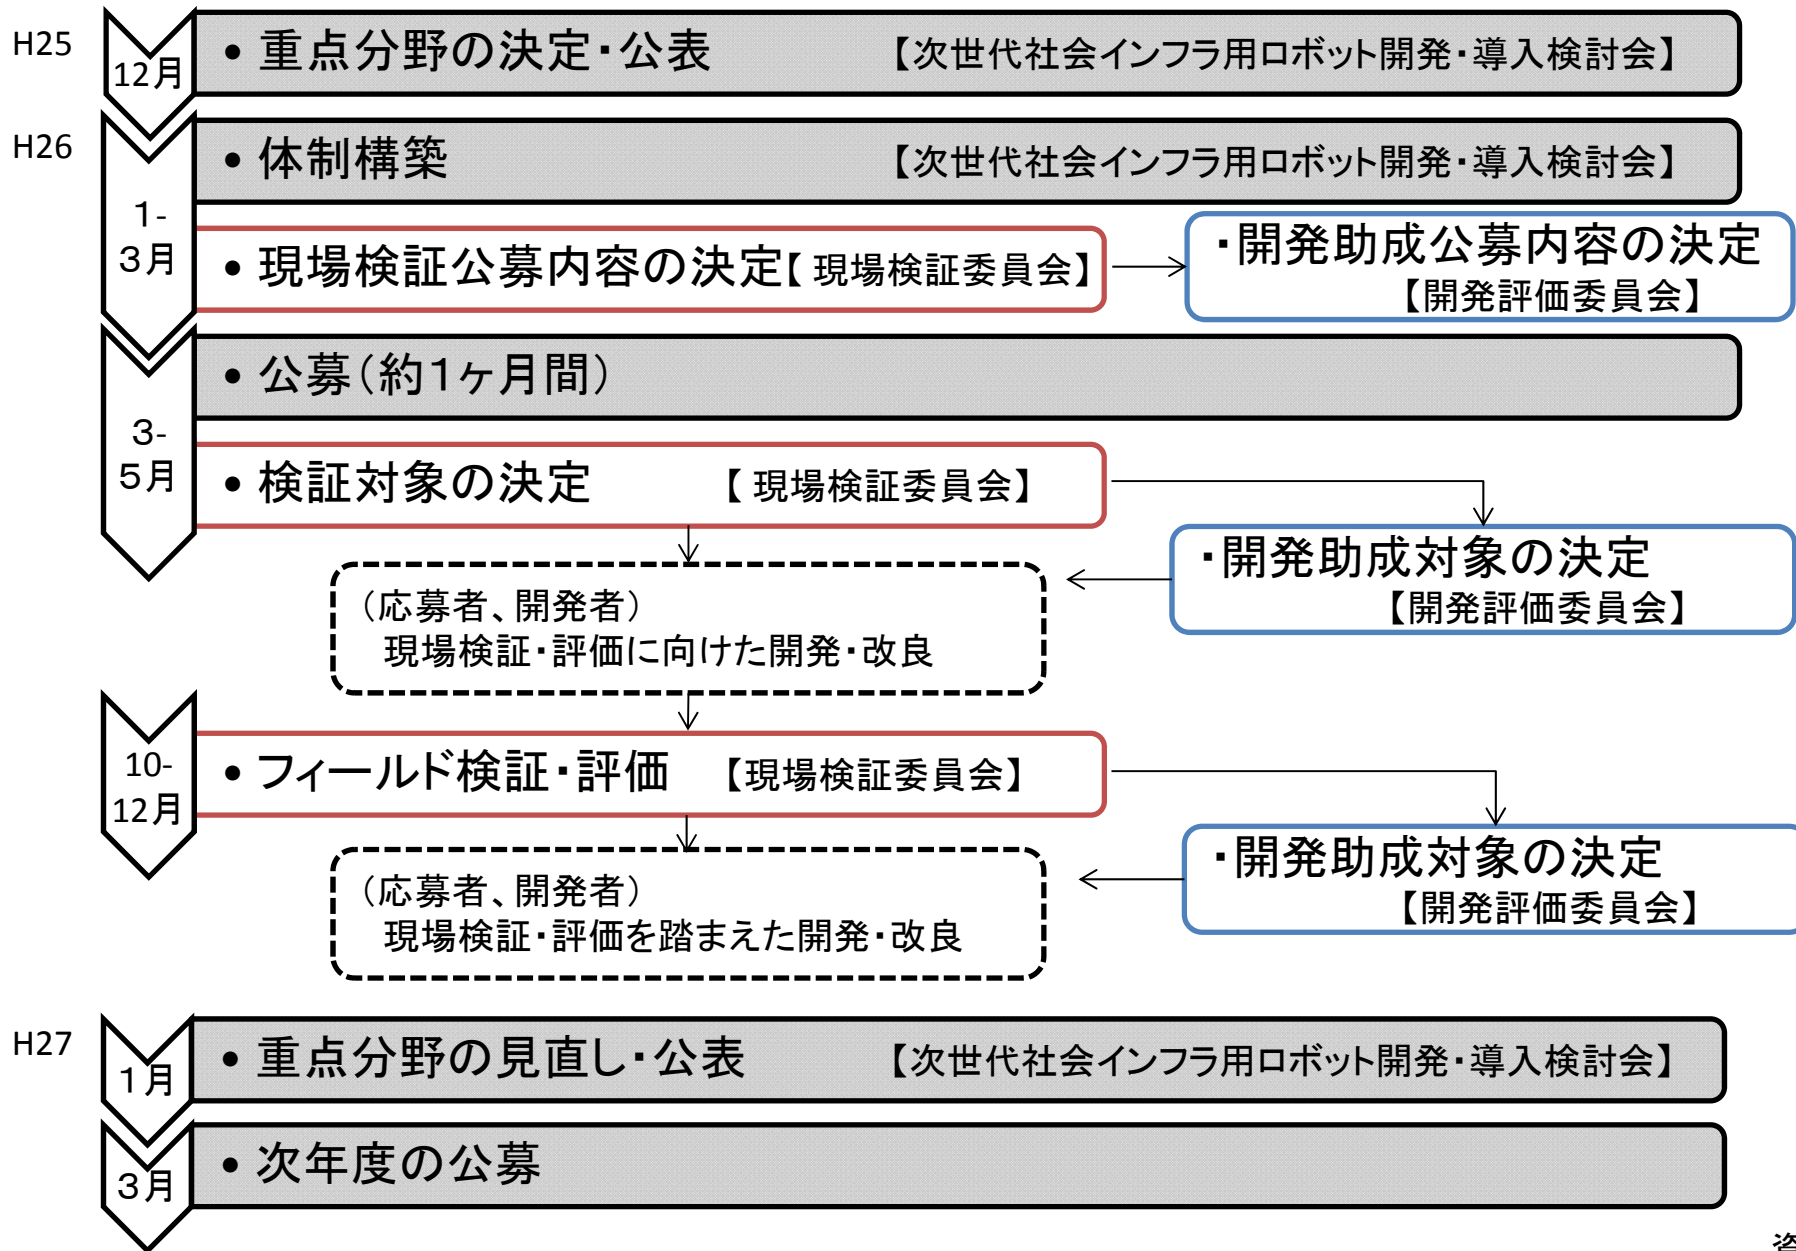 H25
12月
• 重点分野の決定・公表 【次世代社会インフラ用ロボット開発・導入検討会】
H26
1-
3月
• 体制構築 【次世代社会インフラ用ロボット開発・導入検討会】
• 現場検証公募内容の決定【 現場検証委員会】
・開発助成公募内容の決定
【開発評価委員会】
3-
5月
• 公募（約1ヶ月間）
• 検証対象の決定 【 現場検証委員会】
・開発助成対象の決定
【開発評価委員会】
（応募者、開発者）
現場検証・評価に向けた開発・改良
10-
12月
• フィールド検証・評価 【現場検証委員会】
・開発助成対象の決定
【開発評価委員会】
（応募者、開発者）
現場検証・評価を踏まえた開発・改良
H27
1月
• 重点分野の見直し・公表 【次世代社会インフラ用ロボット開発・導入検討会】
3月
• 次年度の公募